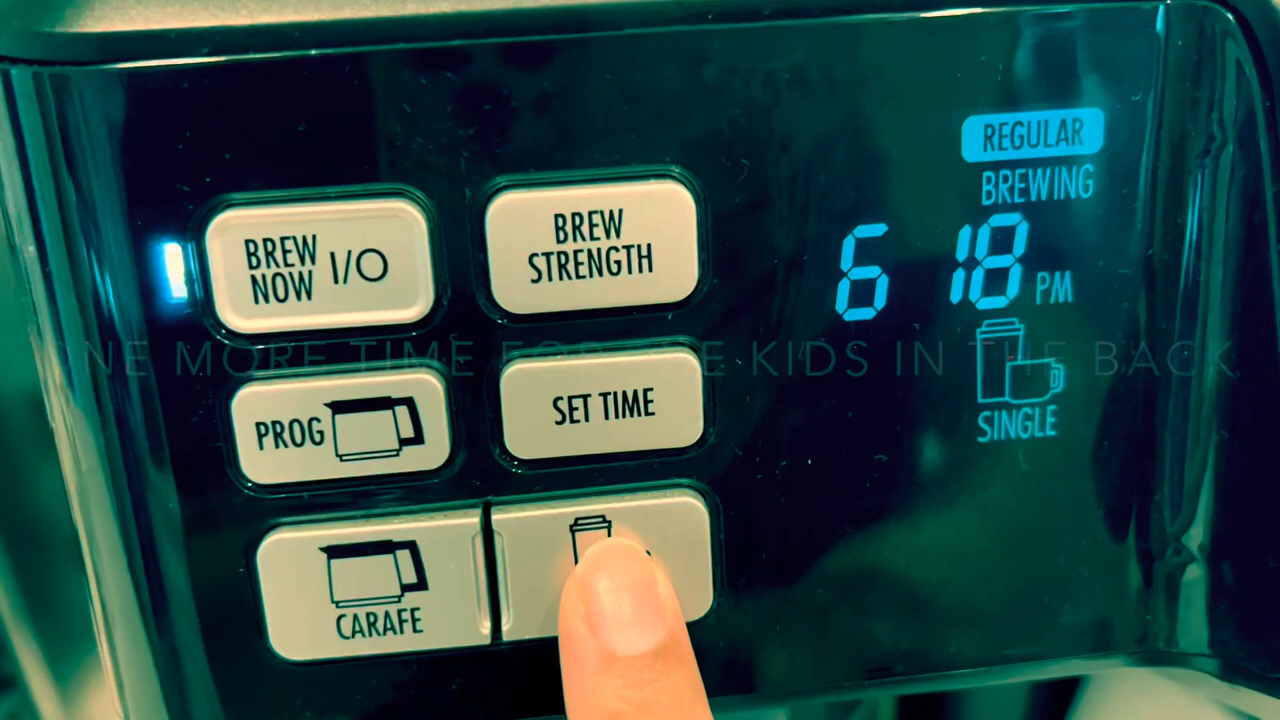 REGULAR
BREWING
6 18 PM
SINGLE
BREW
NOW I/O
BREW
STRENGTH
PROG
SET TIME
CARAFE
ONE MORE TIME FOR THE KIDS IN THE BACK